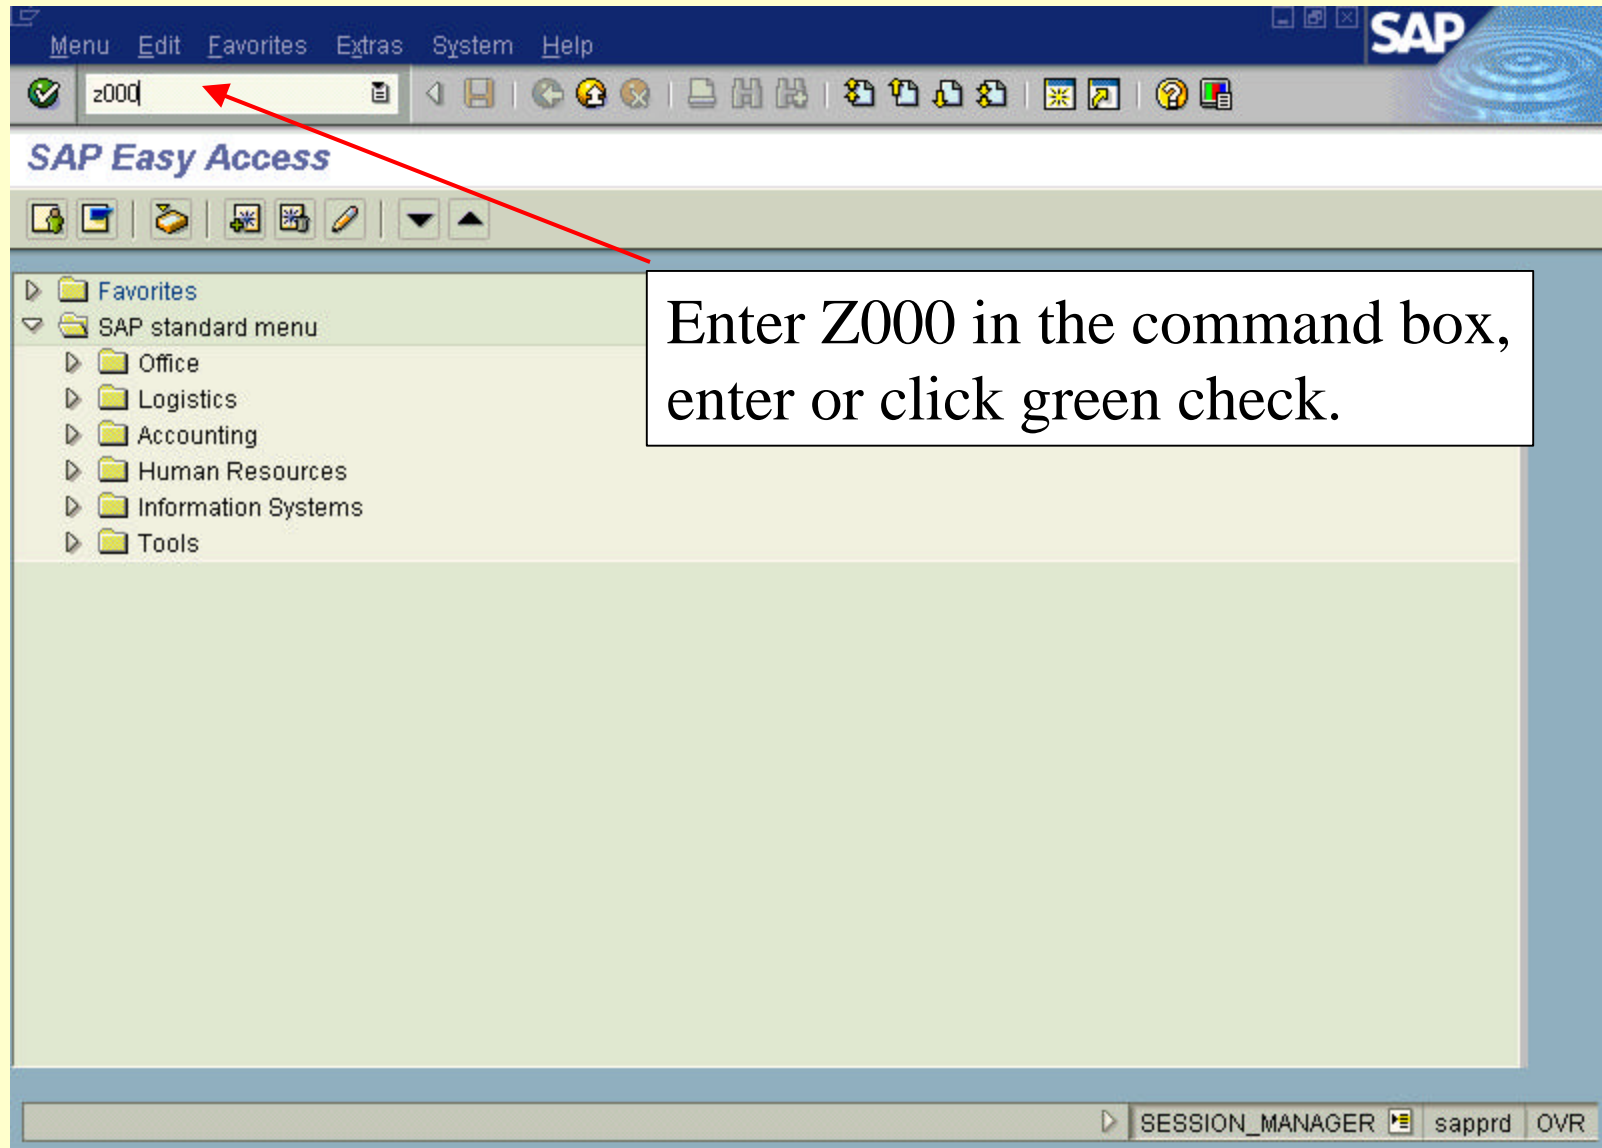 SAP
Menu Edit Favorites Extras System Help
z000
SAP Easy Access
Favorites
SAP standard menu
Office
Logistics
Accounting
Human Resources
Information Systems
Tools
Enter Z000 in the command box,
enter or click green check.
SESSION_MANAGER sapprd OVR